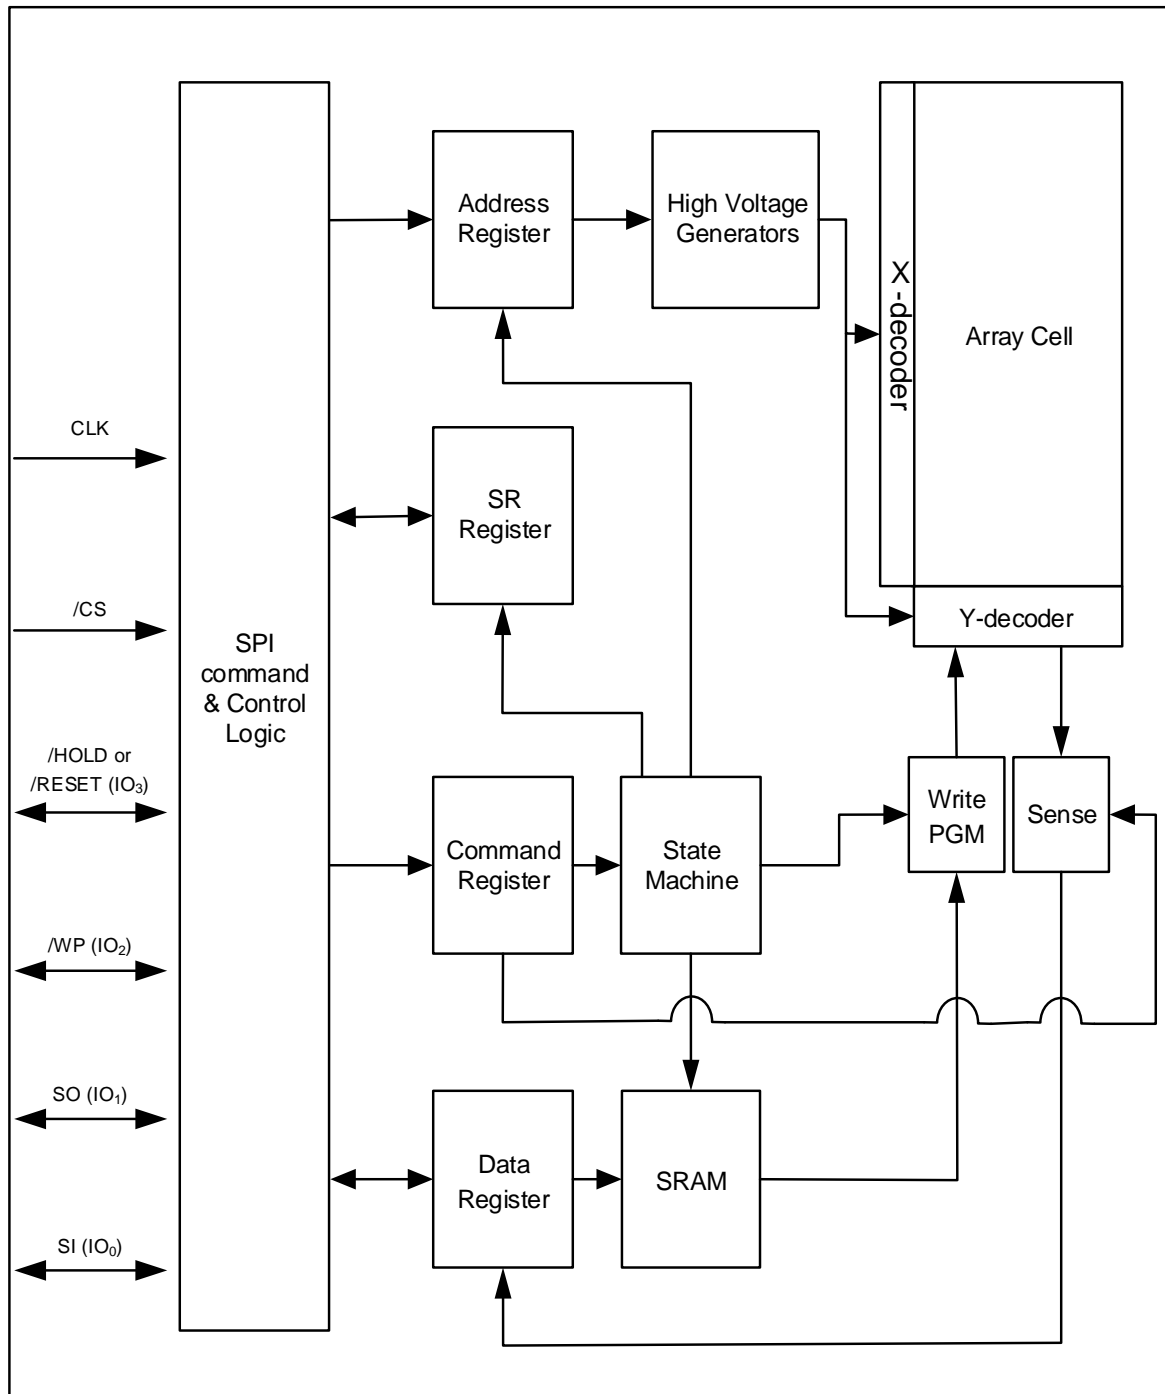 CLK
/CS
/HOLD or
/RESET (IO₃)
/WP (IO₂)
SO (IO₁)
SI (IO₀)
SPI
command
& Control
Logic
Address
Register
High Voltage
Generators
X-decoder
Array Cell
SR
Register
Y-decoder
Command
Register
State
Machine
Write
PGM
Sense
Data
Register
SRAM